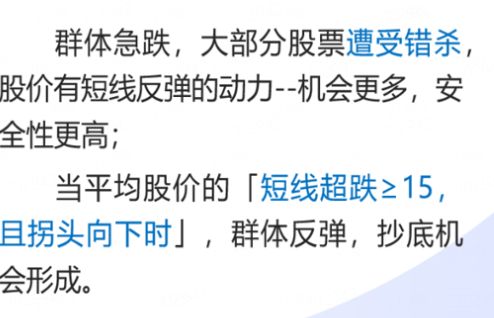 群体急跌，大部分股票遭受错杀，
股价有短线反弹的动力--机会更多，安
全性更高；
当平均股价的「短线超跌≥15，
且拐头向下时」，群体反弹，抄底机
会形成。